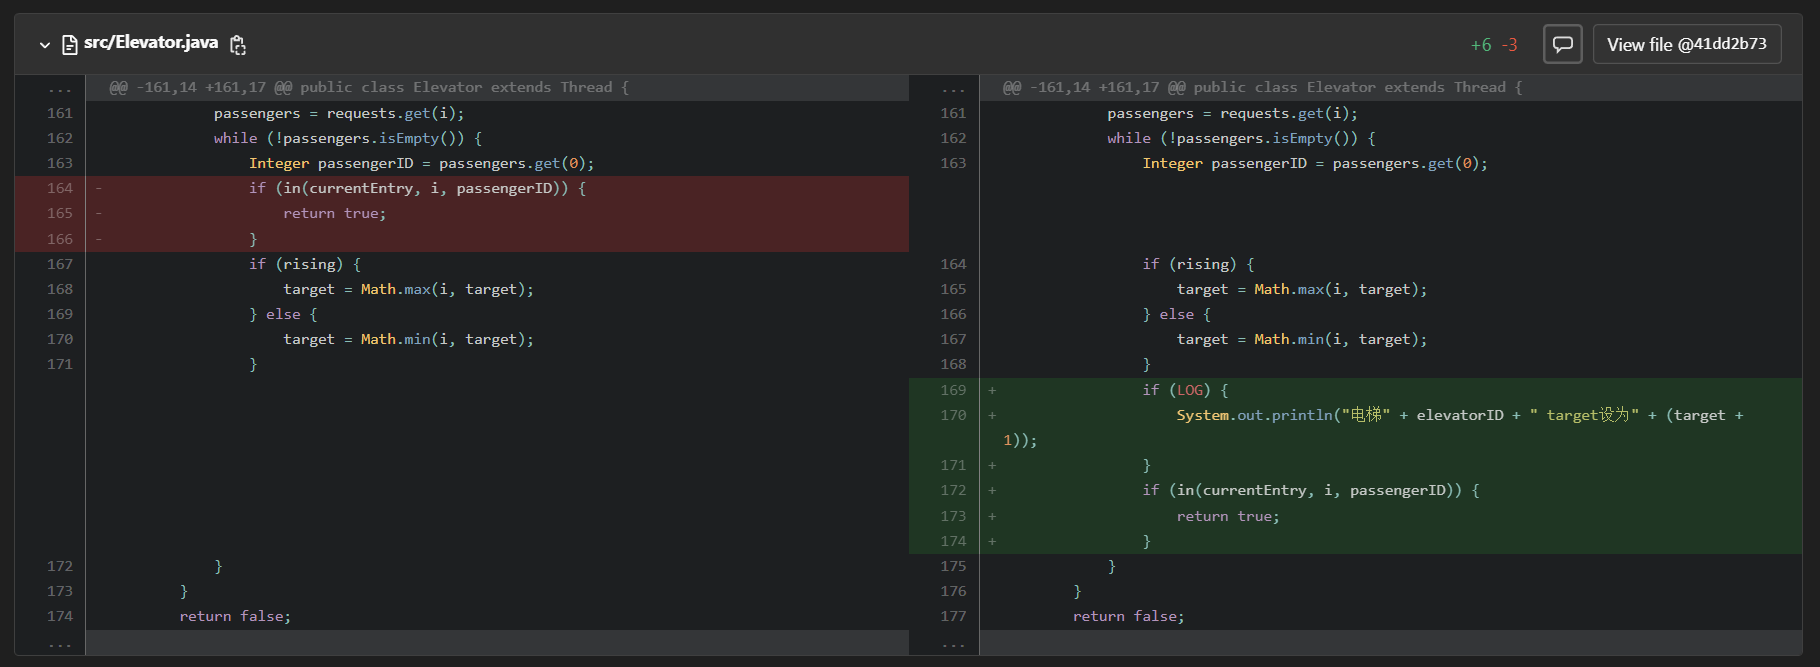 src/Elevator.java
+6 -3
View file @41dd2b73
... @@ -161,14 +161,17 @@ public class Elevator extends Thread {
161 passengers = requests.get(i);
162 while (!passengers.isEmpty()) {
163 Integer passengerID = passengers.get(0);
164 - if (in(currentEntry, i, passengerID)) {
165 - return true;
166 - }
167 if (rising) {
168 target = Math.max(i, target);
169 } else {
170 target = Math.min(i, target);
171 }
172 }
173 }
174 return false;
...
... @@ -161,14 +161,17 @@ public class Elevator extends Thread {
161 passengers = requests.get(i);
162 while (!passengers.isEmpty()) {
163 Integer passengerID = passengers.get(0);
164 if (rising) {
165 target = Math.max(i, target);
166 } else {
167 target = Math.min(i, target);
168 }
169 + if (LOG) {
170 + System.out.println("电梯" + elevatorID + " target设为" + (target +
1));
171 + }
172 + if (in(currentEntry, i, passengerID)) {
173 + return true;
174 + }
175 }
176 }
177 return false;
...